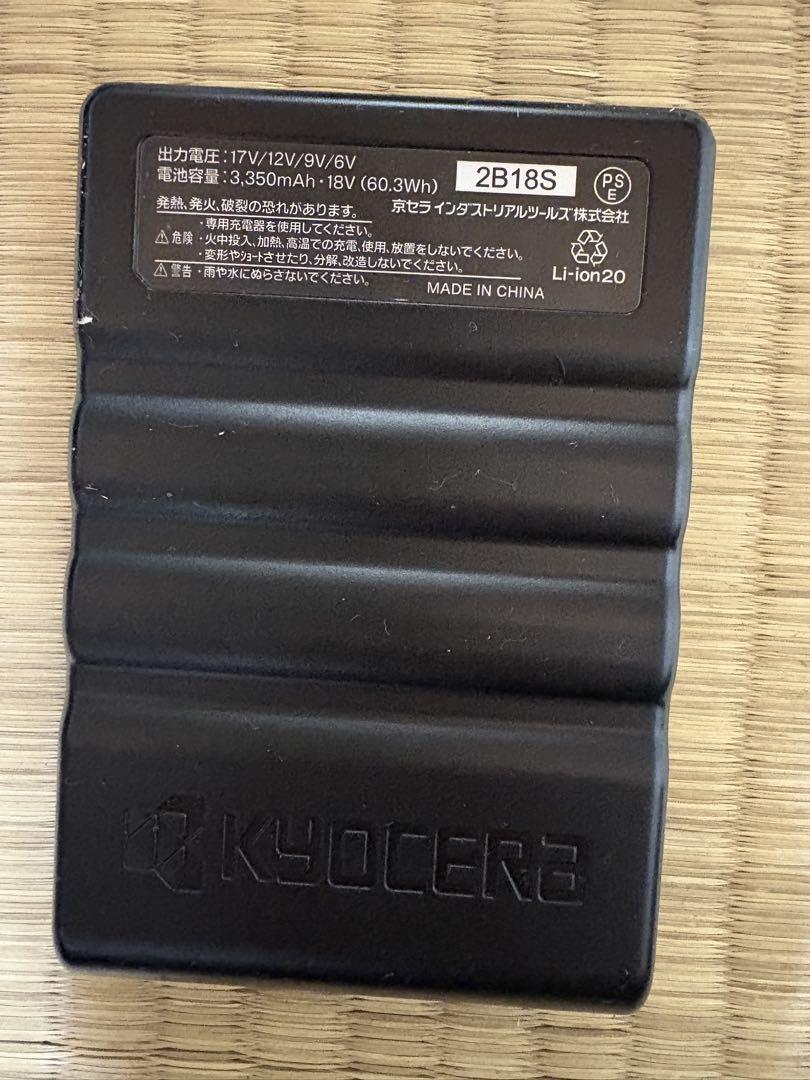 出力電圧:17V/12V/9V/6V
電池容量:3,350mAh・18V (60.3Wh)
2B18S
PS
E
発熱、発火、破裂の恐れがあります。
京セラ インダストリアルツールズ株式会社
・専用充電器を使用してください。
⚠危険・火中投入、加熱、高温での充電、使用、放置をしないでください。
・変形やショートさせたり、分解、改造しないでください。
⚠警告・雨や水にぬらさないでください。
Li-ion20
MADE IN CHINA
KYOCERA